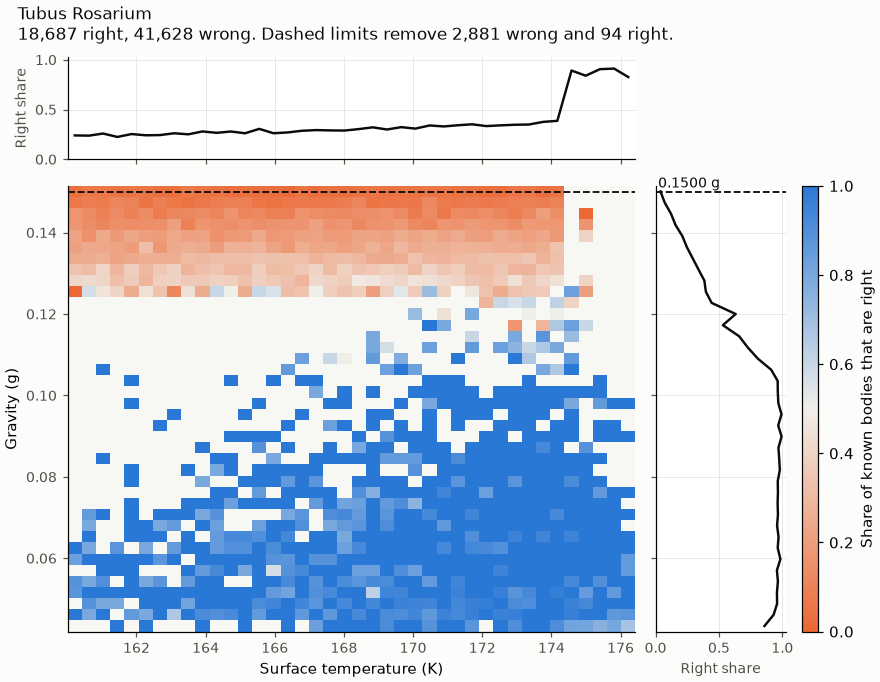 Tubus Rosarium
18,687 right, 41,628 wrong. Dashed limits remove 2,881 wrong and 94 right.
Right share
1.0
0.5
0.0
0.1500 g
Gravity (g)
0.14
0.12
0.10
0.08
0.06
162 164 166 168 170 172 174 176
Surface temperature (K)
0.0 0.5 1.0
Right share
1.0
0.8
0.6
0.4
0.2
0.0
Share of known bodies that are right